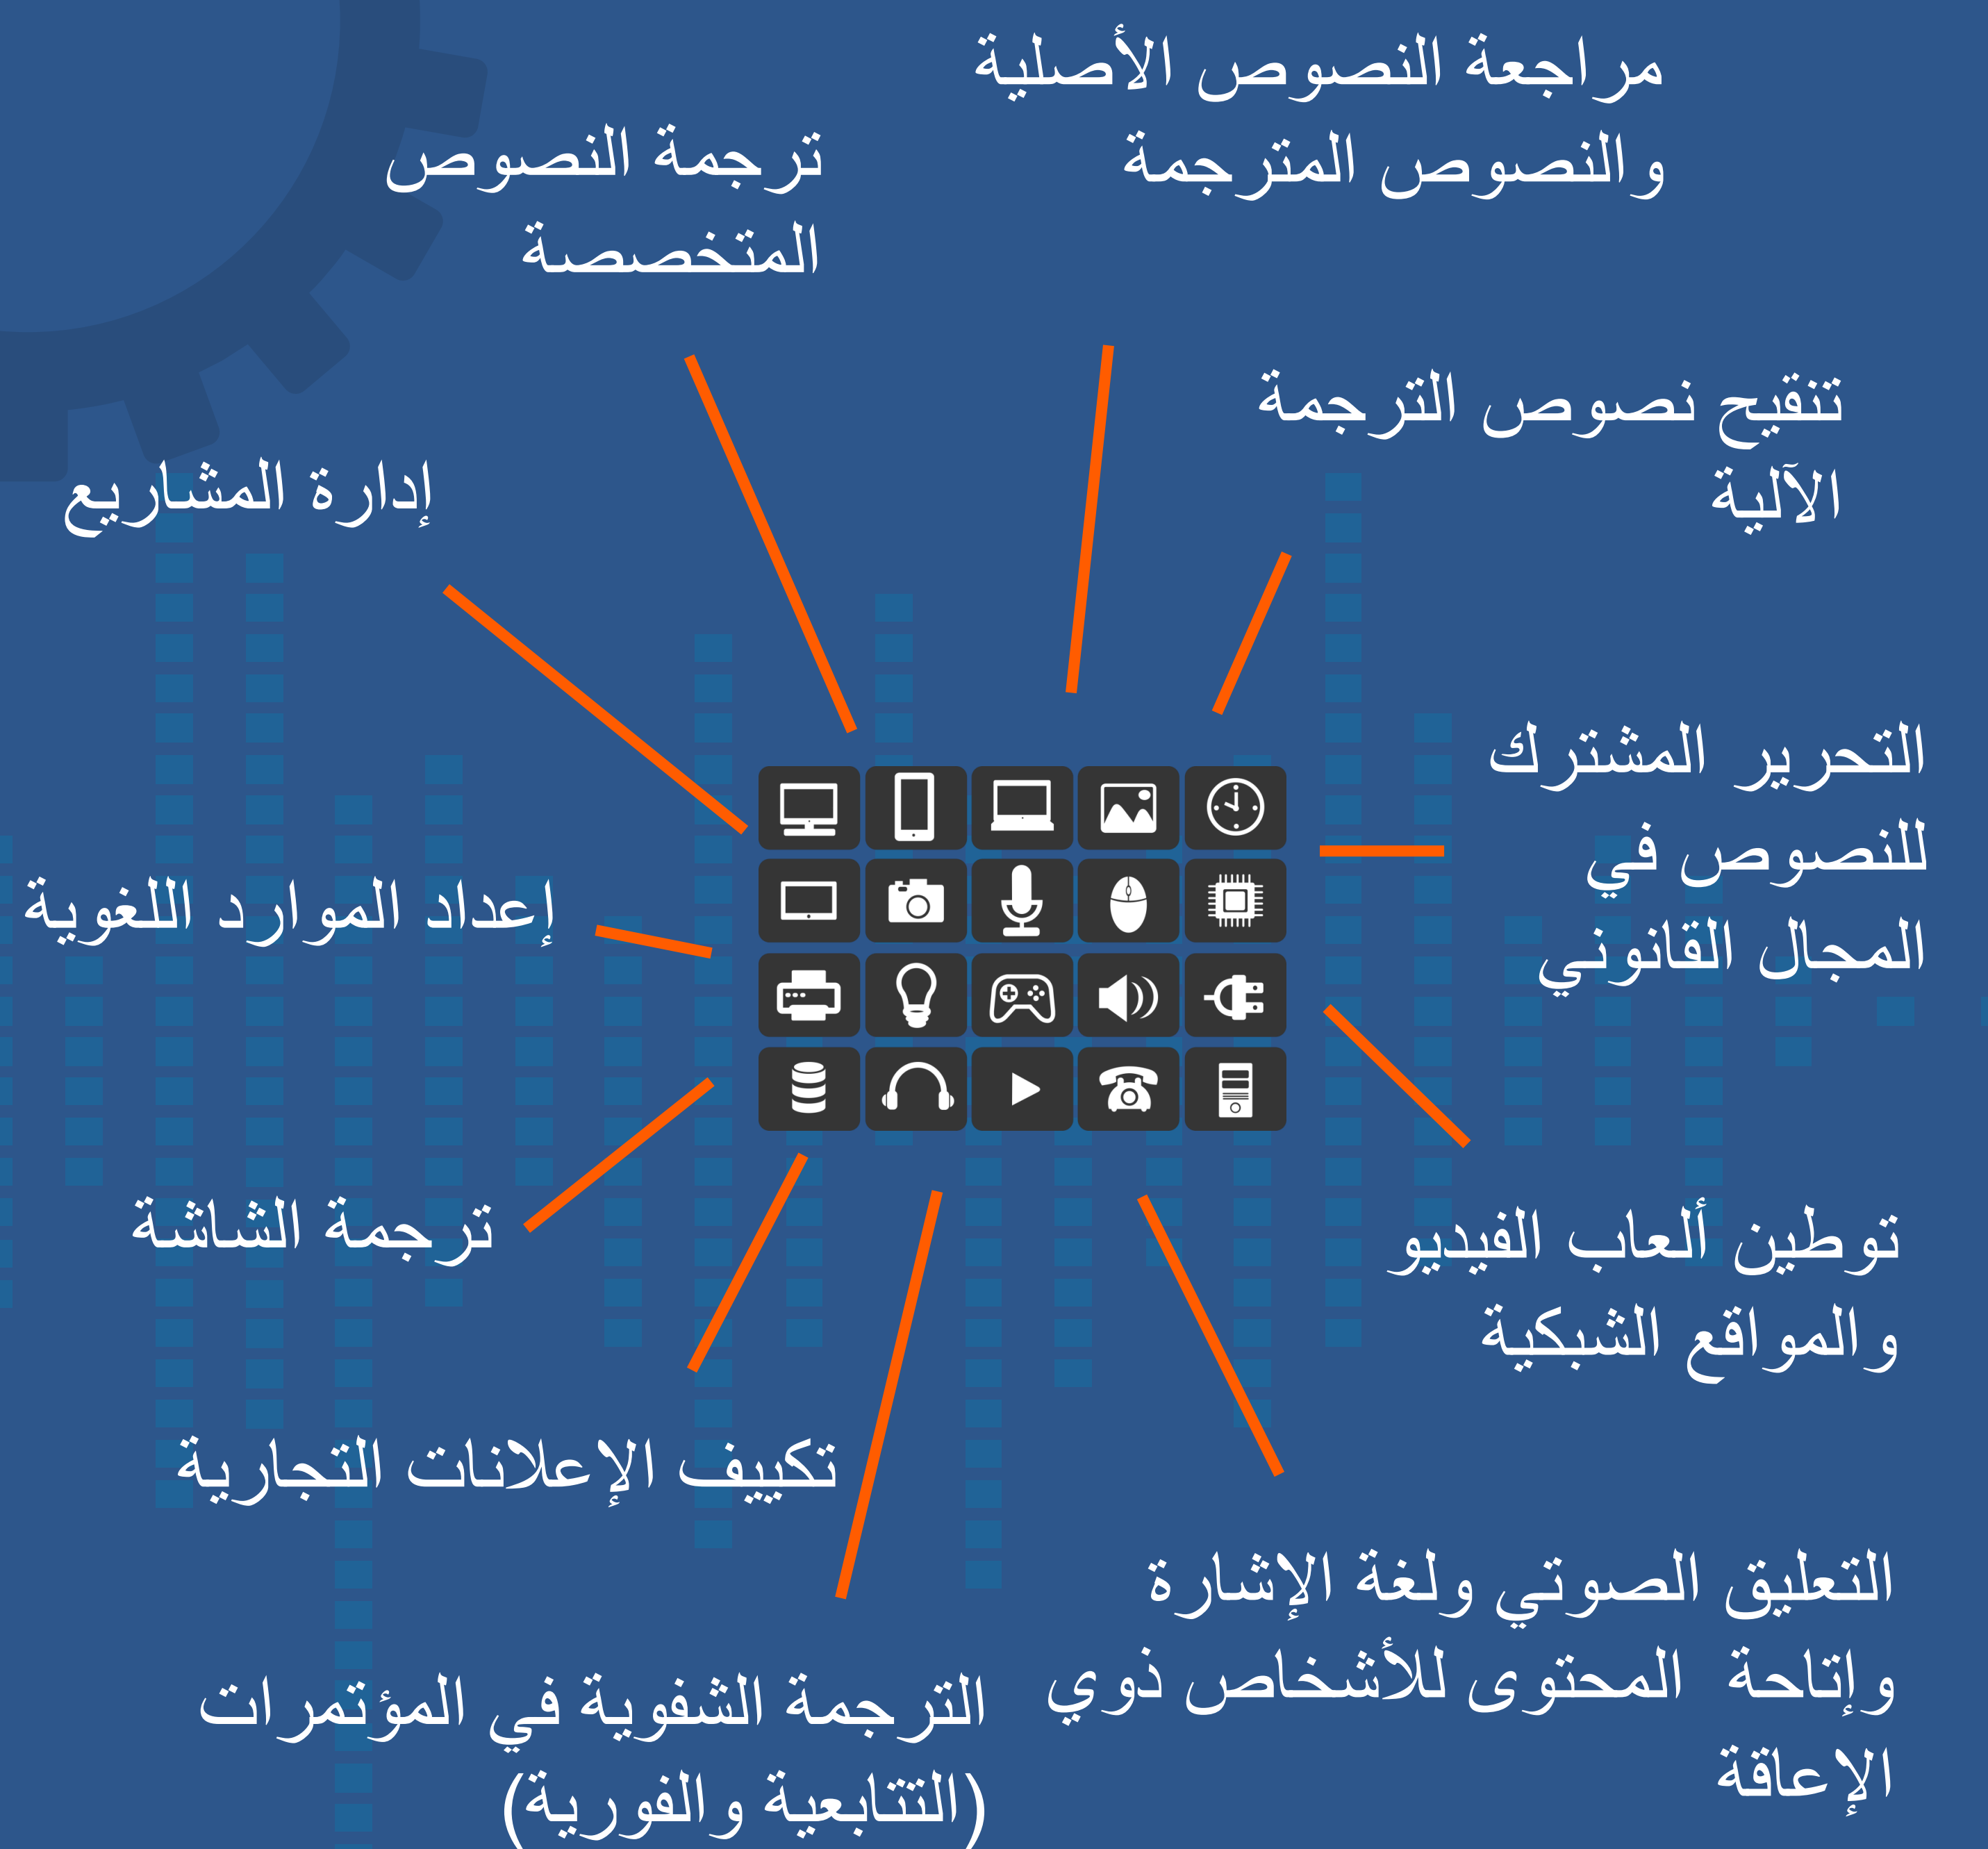 مراجعة النصوص الأصلية
والنصوص المترجمة
ترجمة النصوص
المتخصصة
تنقيح نصوص الترجمة
الآلية
إدارة المشاريع
التحرير المشترك
للنصوص في
المجال القانوني
إعداد الموارد اللغوية
توطين ألعاب الفيديو
والمواقع الشبكية
ترجمة الشاشة
تكييف الإعلانات التجارية
التعليق الصوتي ولغة الإشارة
وإتاحة المحتوى للأشخاص ذوي
الإعاقة
الترجمة الشفوية في المؤتمرات
(التتابعية والفورية)